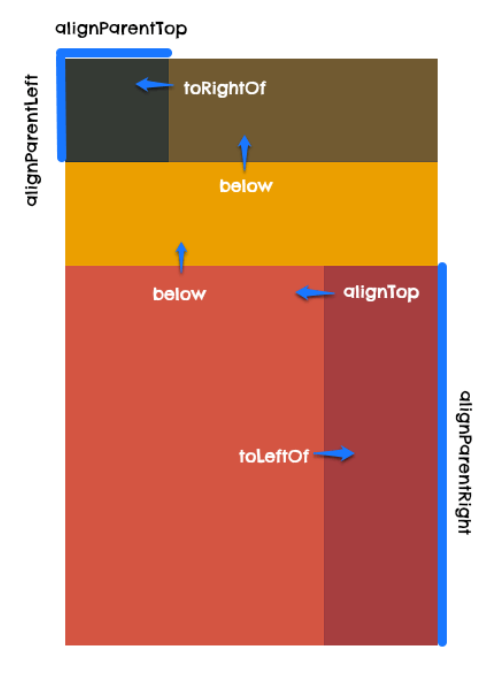 alignParentTop
alignParentLeft
toRightOf
below
below
alignTop
toLeftOf
alignParentRight